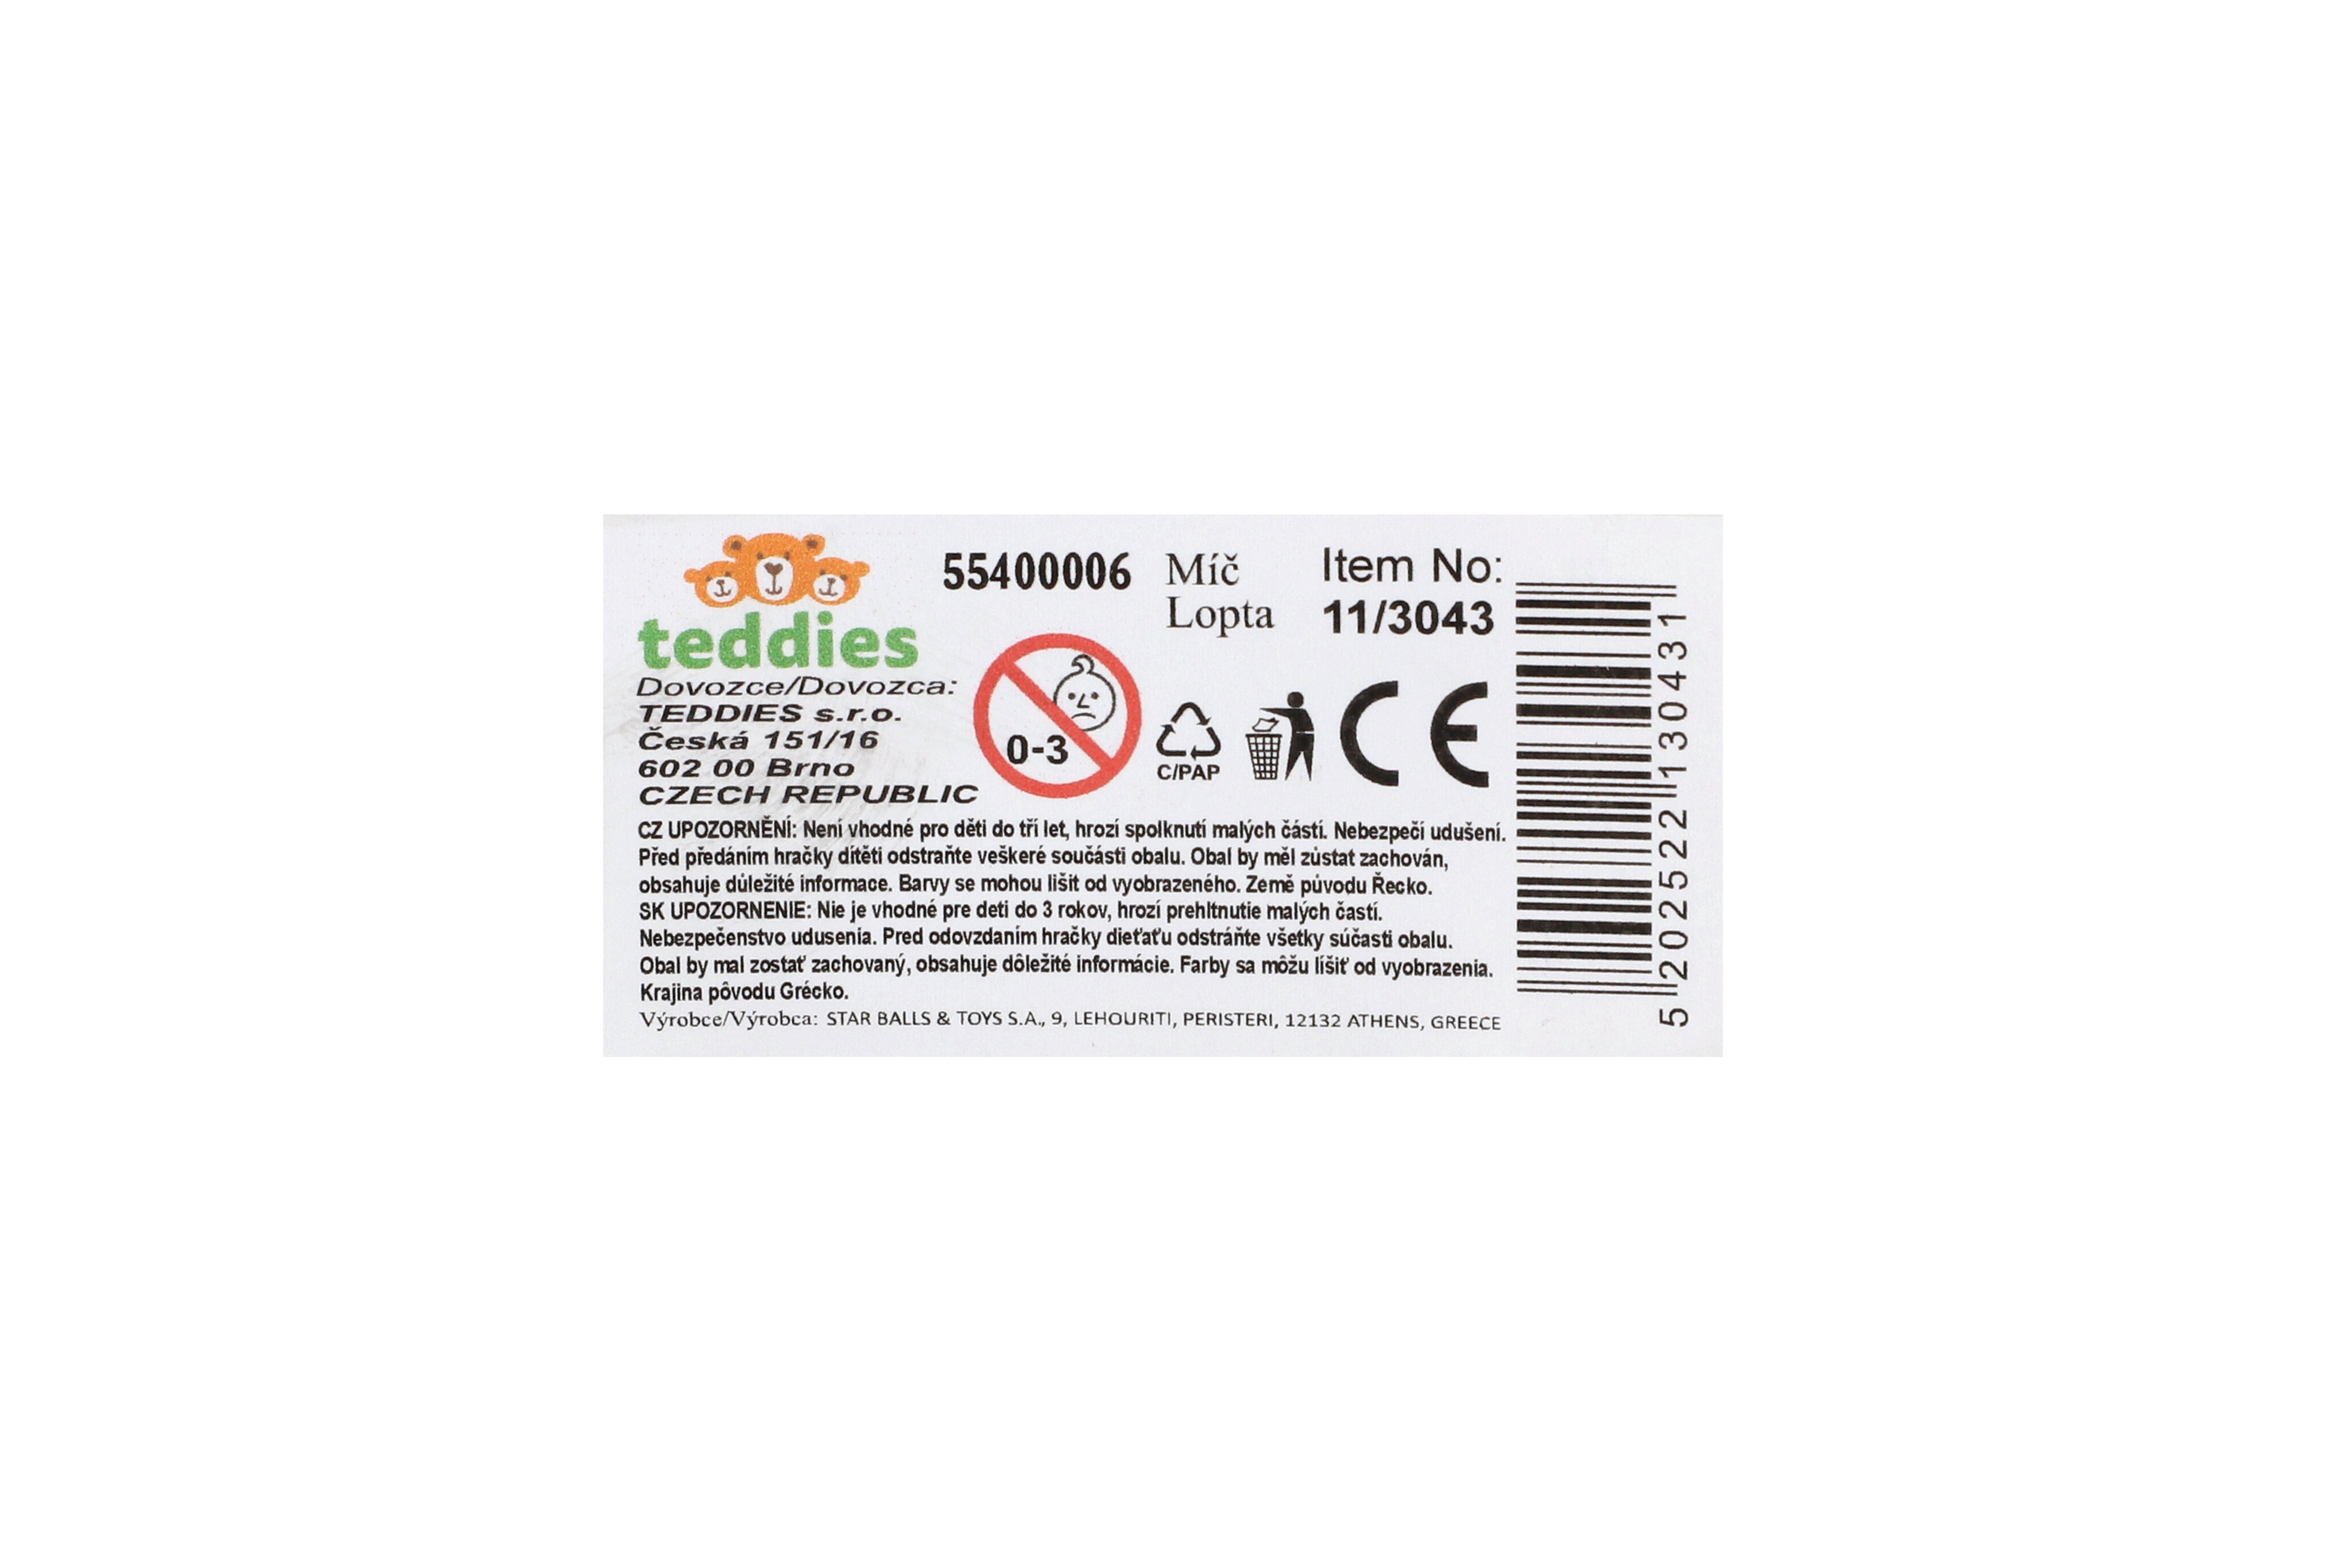 teddies
55400006
Míč
Lopta
Item No:
11/3043
Dovozce/Dovozca:
TEDDIES s.r.o.
Česká 151/16
602 00 Brno
CZECH REPUBLIC
0-3
C/PAP
CE
CZ UPOZORNĚNÍ: Není vhodné pro děti do tří let, hrozí spolknutí malých částí. Nebezpečí udušení.
Před předáním hračky dítěti odstraňte veškeré součásti obalu. Obal by měl zůstat zachován,
obsahuje důležité informace. Barvy se mohou lišit od vyobrazeného. Země původu Řecko.
SK UPOZORNENIE: Nie je vhodné pre deti do 3 rokov, hrozí prehltnutie malých častí.
Nebezpečenstvo udusenia. Pred odovzdaním hračky dieťaťu odstráňte všetky súčasti obalu.
Obal by mal zostať zachovaný, obsahuje dôležité informácie. Farby sa môžu líšiť od vyobrazenia.
Krajina pôvodu Grécko.
Výrobce/Výrobca: STAR BALLS & TOYS S.A., 9, LEHOURITI, PERISTERI, 12132 ATHENS, GREECE
5 202522 130431